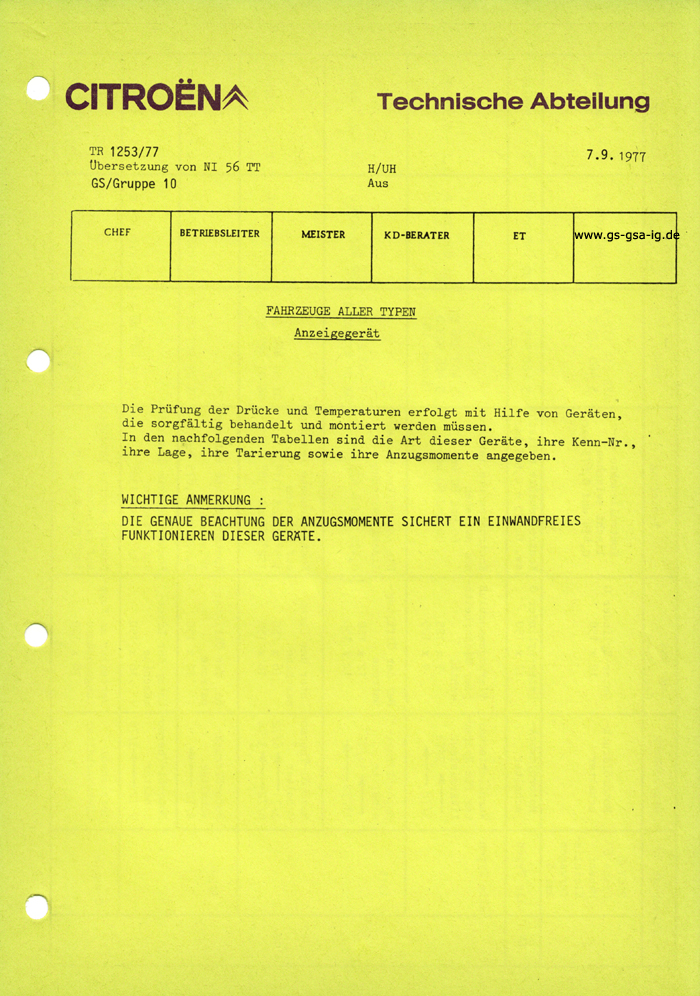 CITROËN
Technische Abteilung
TR 1253/77
Übersetzung von NI 56 TT
GS/Gruppe 10
H/UH
Aus
7.9. 1977
CHEF BETRIEBSLEITER MEISTER KD-BERATER ET www.gs-gsa-ig.de
FAHRZEUGE ALLER TYPEN
Anzeigegerät
Die Prüfung der Drücke und Temperaturen erfolgt mit Hilfe von Geräten,
die sorgfältig behandelt und montiert werden müssen.
In den nachfolgenden Tabellen sind die Art dieser Geräte, ihre Kenn-Nr.,
ihre Lage, ihre Tarierung sowie ihre Anzugsmomente angegeben.
WICHTIGE ANMERKUNG :
DIE GENAUE BEACHTUNG DER ANZUGSMOMENTE SICHERT EIN EINWANDFREIES
FUNKTIONIEREN DIESER GERÄTE.